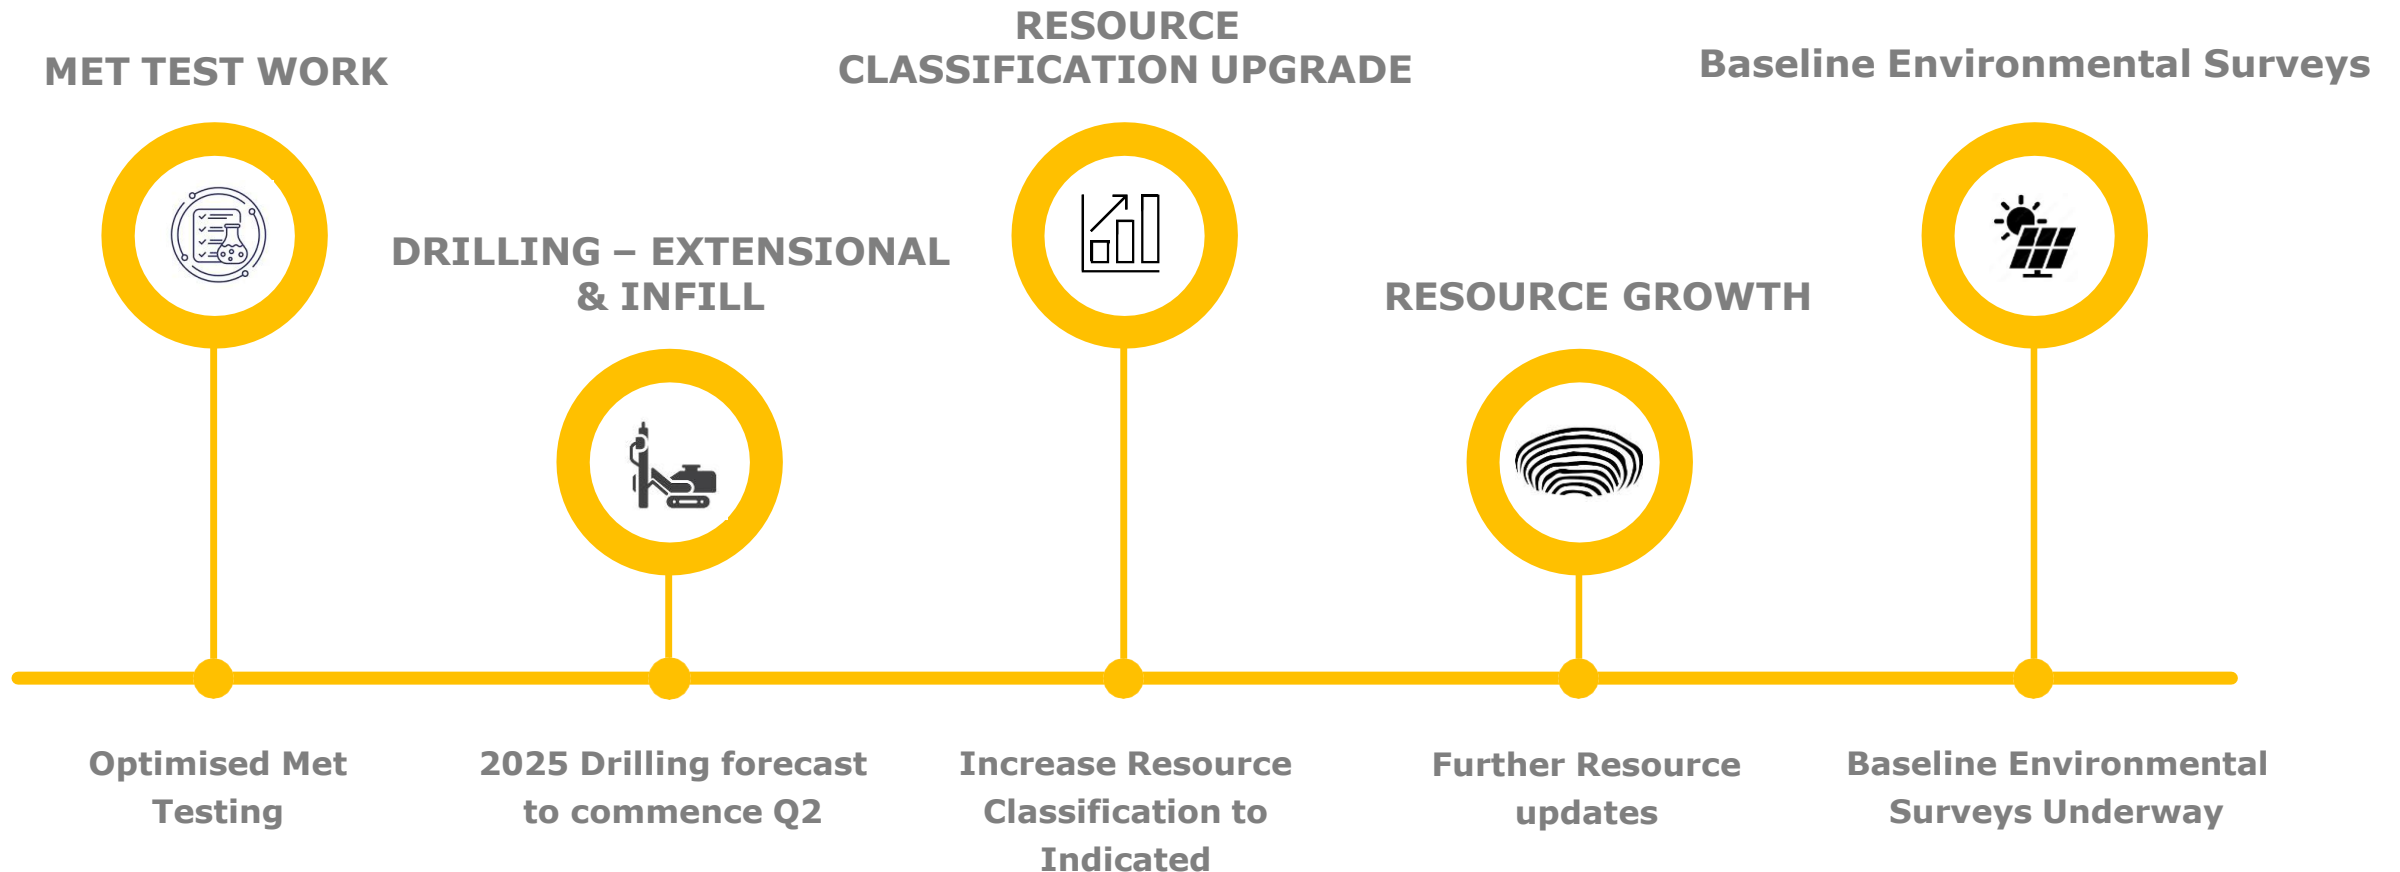 MET TEST WORK
Optimised Met
Testing
DRILLING – EXTENSIONAL
& INFILL
2025 Drilling forecast
to commence Q2
RESOURCE
CLASSIFICATION UPGRADE
Increase Resource
Classification to
Indicated
RESOURCE GROWTH
Further Resource
updates
Baseline Environmental Surveys
Baseline Environmental
Surveys Underway